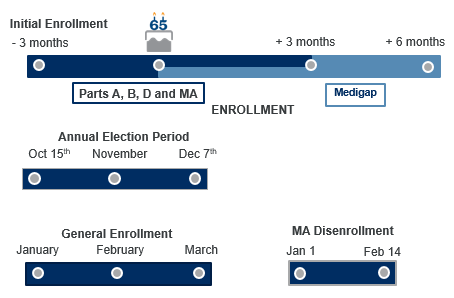 Initial Enrollment
65
- 3 months + 3 months + 6 months
Parts A, B, D and MA
Medigap
ENROLLMENT
Annual Election Period
Oct 15th November Dec 7th
General Enrollment
January February March
MA Disenrollment
Jan 1 Feb 14